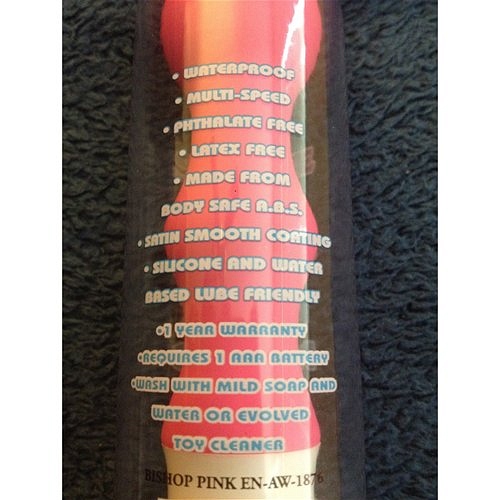 • WATERPROOF
• MULTI-SPEED
• PHTHALATE FREE
• LATEX FREE
• MADE FROM
BODY SAFE A.B.S.
• SATIN SMOOTH COATING
• SILICONE AND WATER
BASED LUBE FRIENDLY
•1 YEAR WARRANTY
•REQUIRES 1 AAA BATTERY
•WASH WITH MILD SOAP AND
WATER OR EVOLVED
TOY CLEANER
BISHOP PINK EN-AW-1876